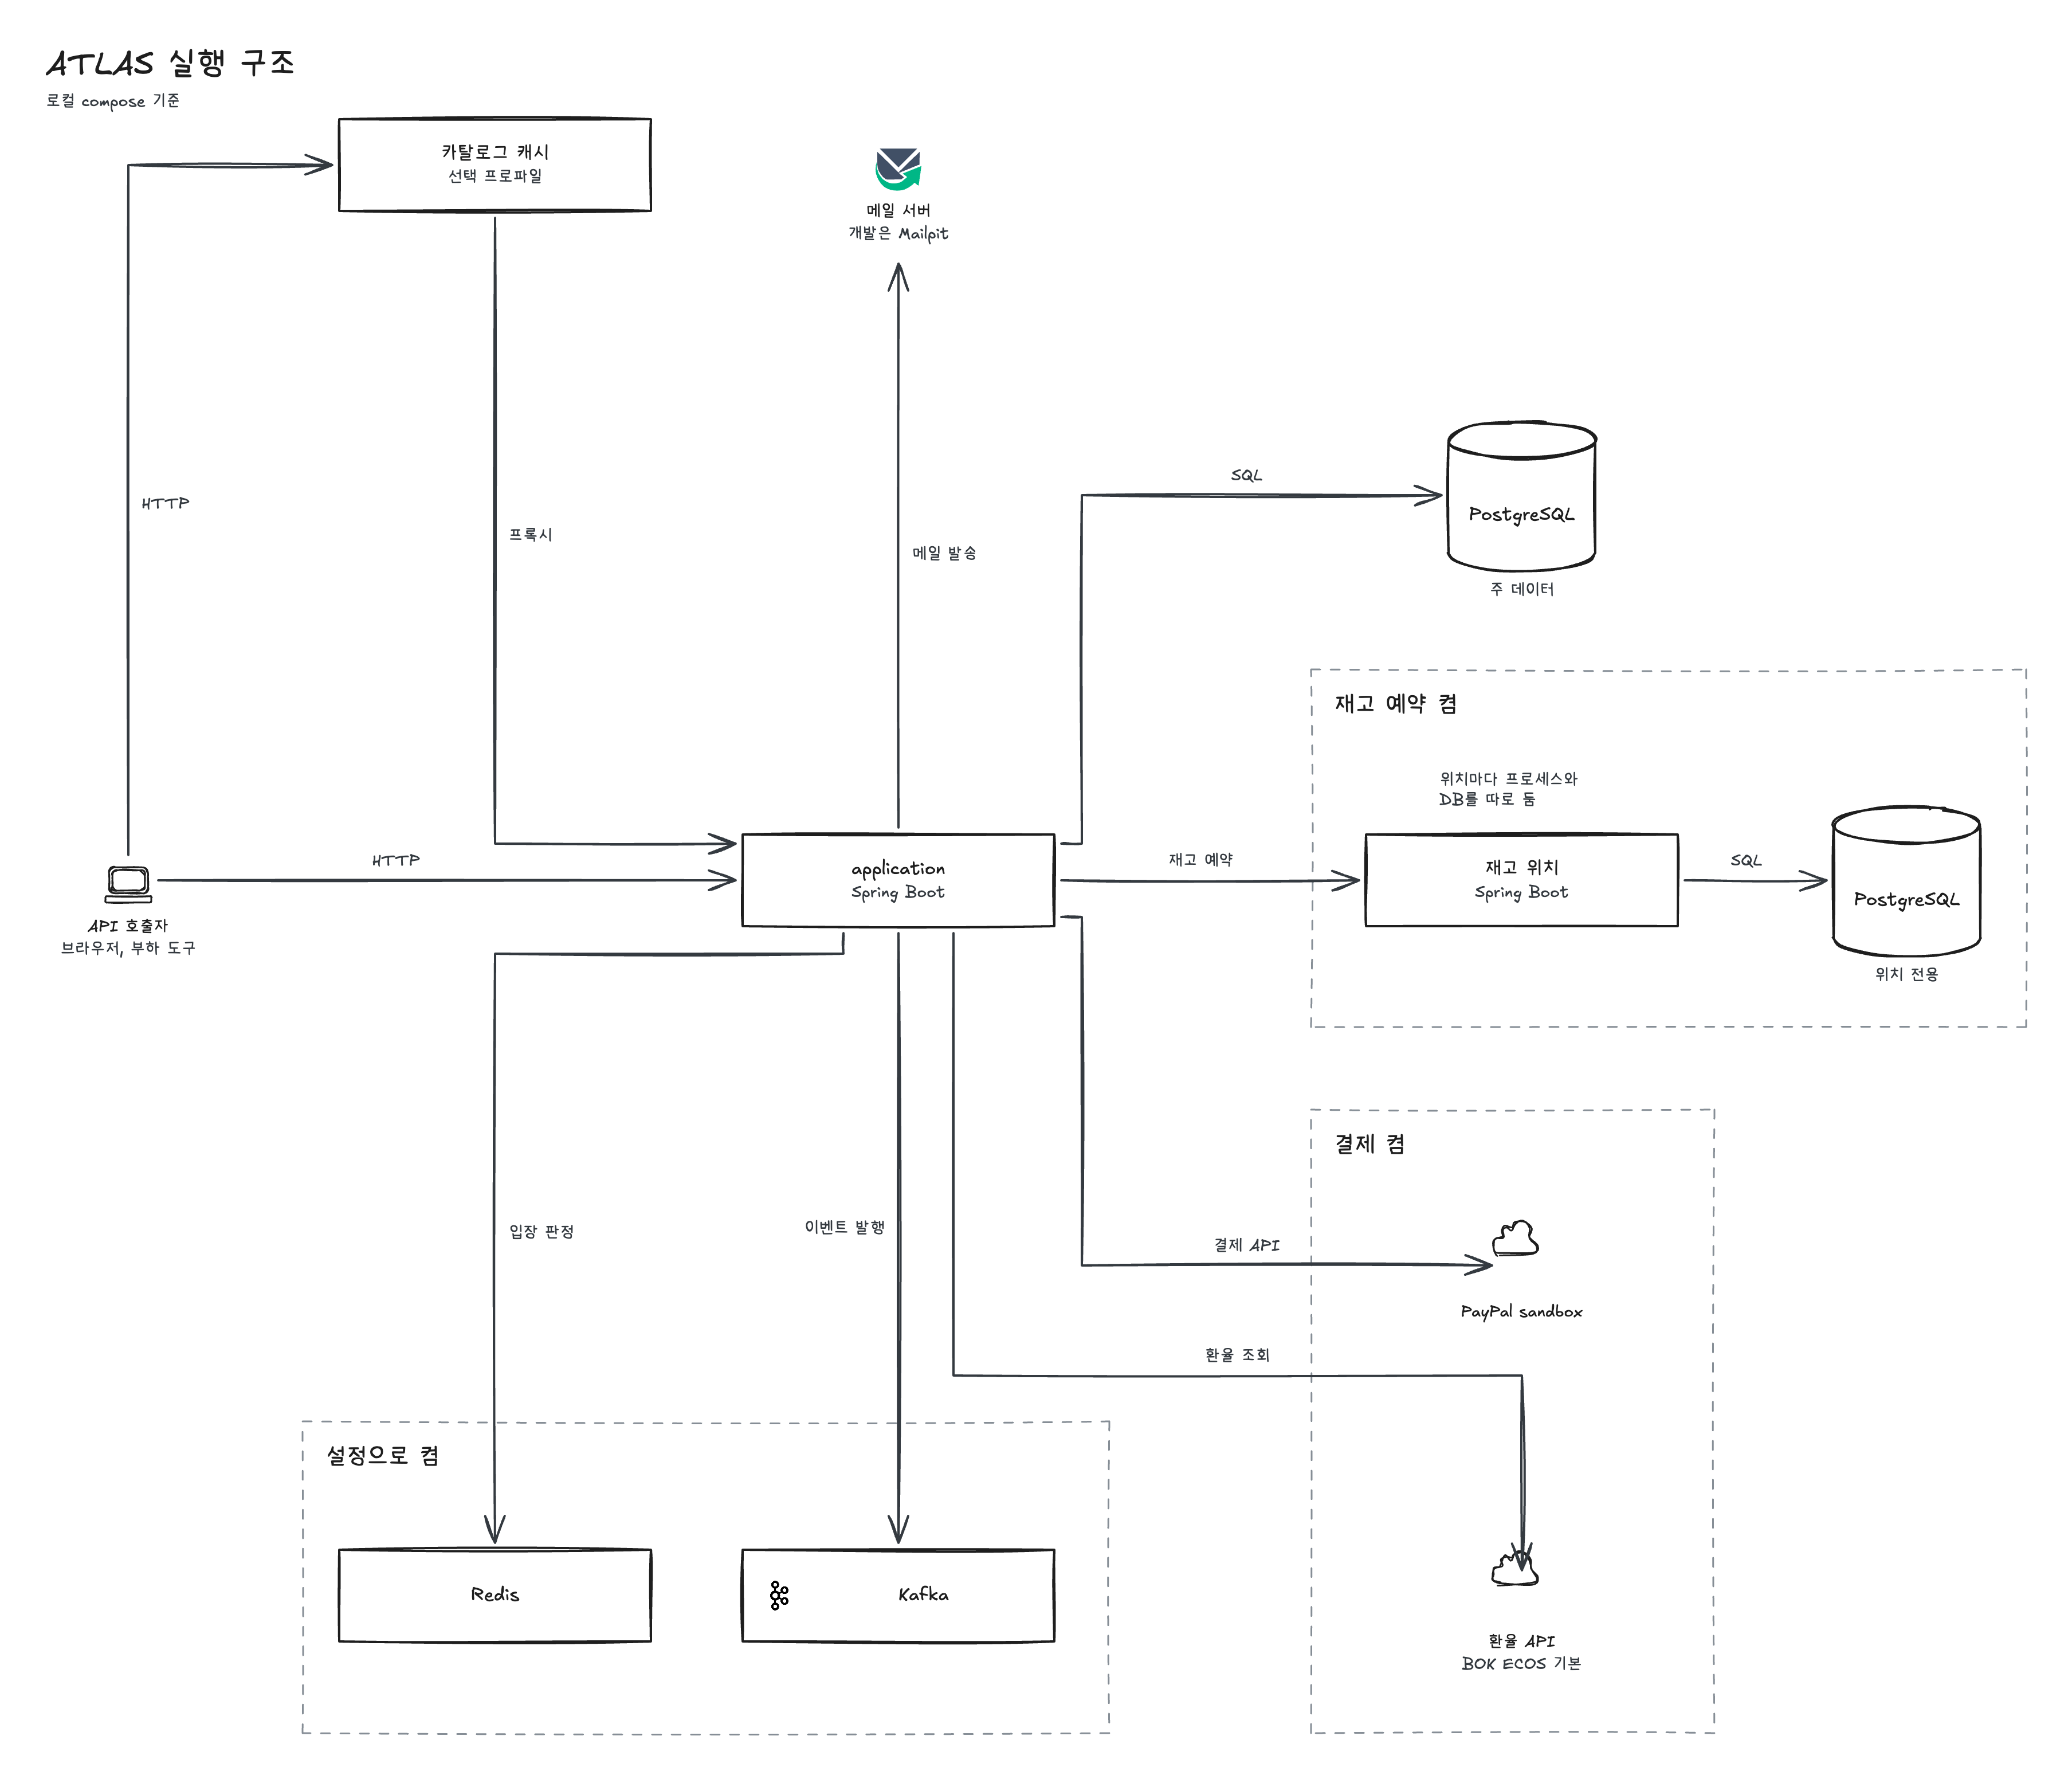 ATLAS 실행 구조
로컬 compose 기준
카탈로그 캐시
선택 프로파일
메일 서버
개발은 Mailpit
HTTP
프록시
메일 발송
SQL
PostgreSQL
주 데이터
재고 예약 켬
위치마다 프로세스와
DB를 따로 둠
HTTP
application
Spring Boot
재고 예약
재고 위치
Spring Boot
SQL
PostgreSQL
위치 전용
API 호출자
브라우저, 부하 도구
결제 켬
입장 판정
이벤트 발행
결제 API
PayPal sandbox
환율 조회
설정으로 켬
Redis
Kafka
환율 API
BOK ECOS 기본